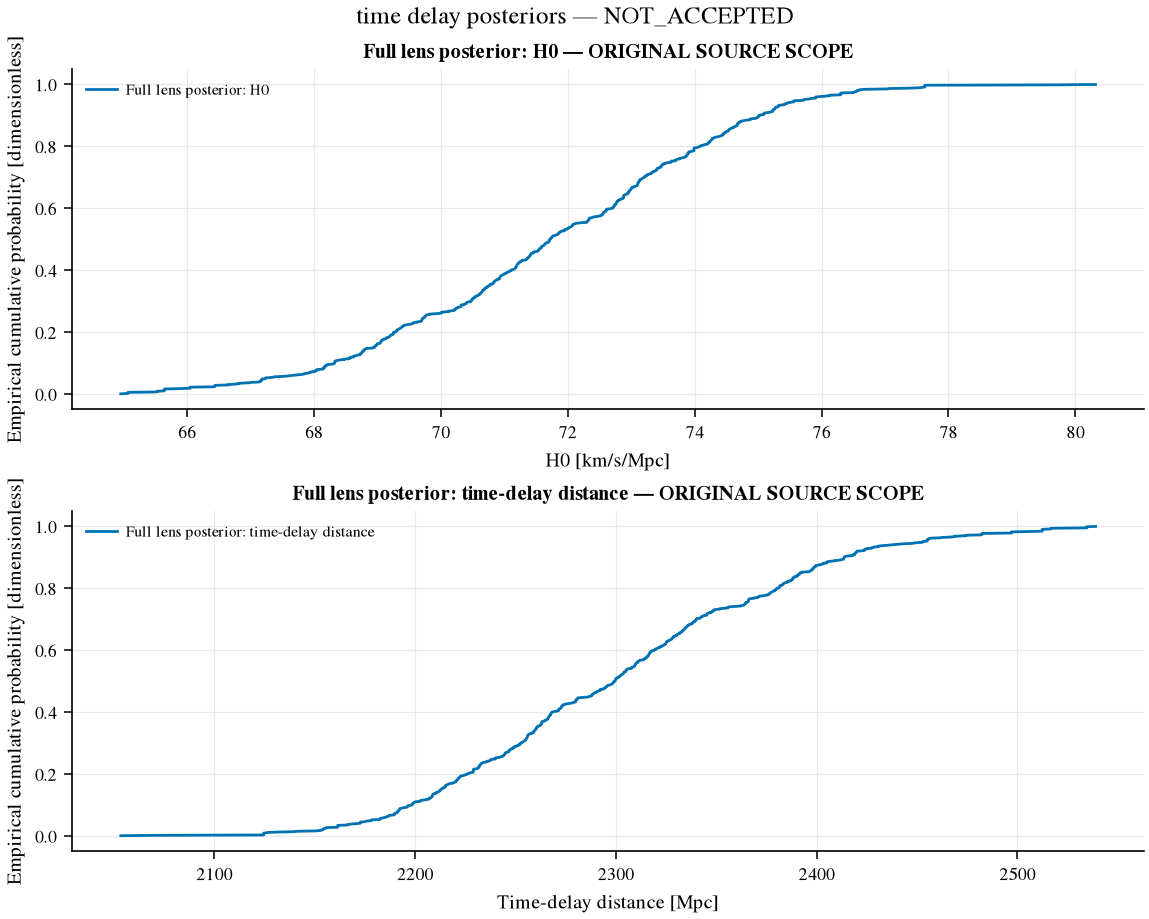 time delay posteriors — NOT_ACCEPTED
Full lens posterior: H0 — ORIGINAL SOURCE SCOPE
Empirical cumulative probability [dimensionless]
Full lens posterior: H0
1.0
0.8
0.6
0.4
0.2
0.0
66 68 70 72 74 76 78 80
H0 [km/s/Mpc]
Full lens posterior: time-delay distance — ORIGINAL SOURCE SCOPE
Empirical cumulative probability [dimensionless]
Full lens posterior: time-delay distance
1.0
0.8
0.6
0.4
0.2
0.0
2100 2200 2300 2400 2500
Time-delay distance [Mpc]